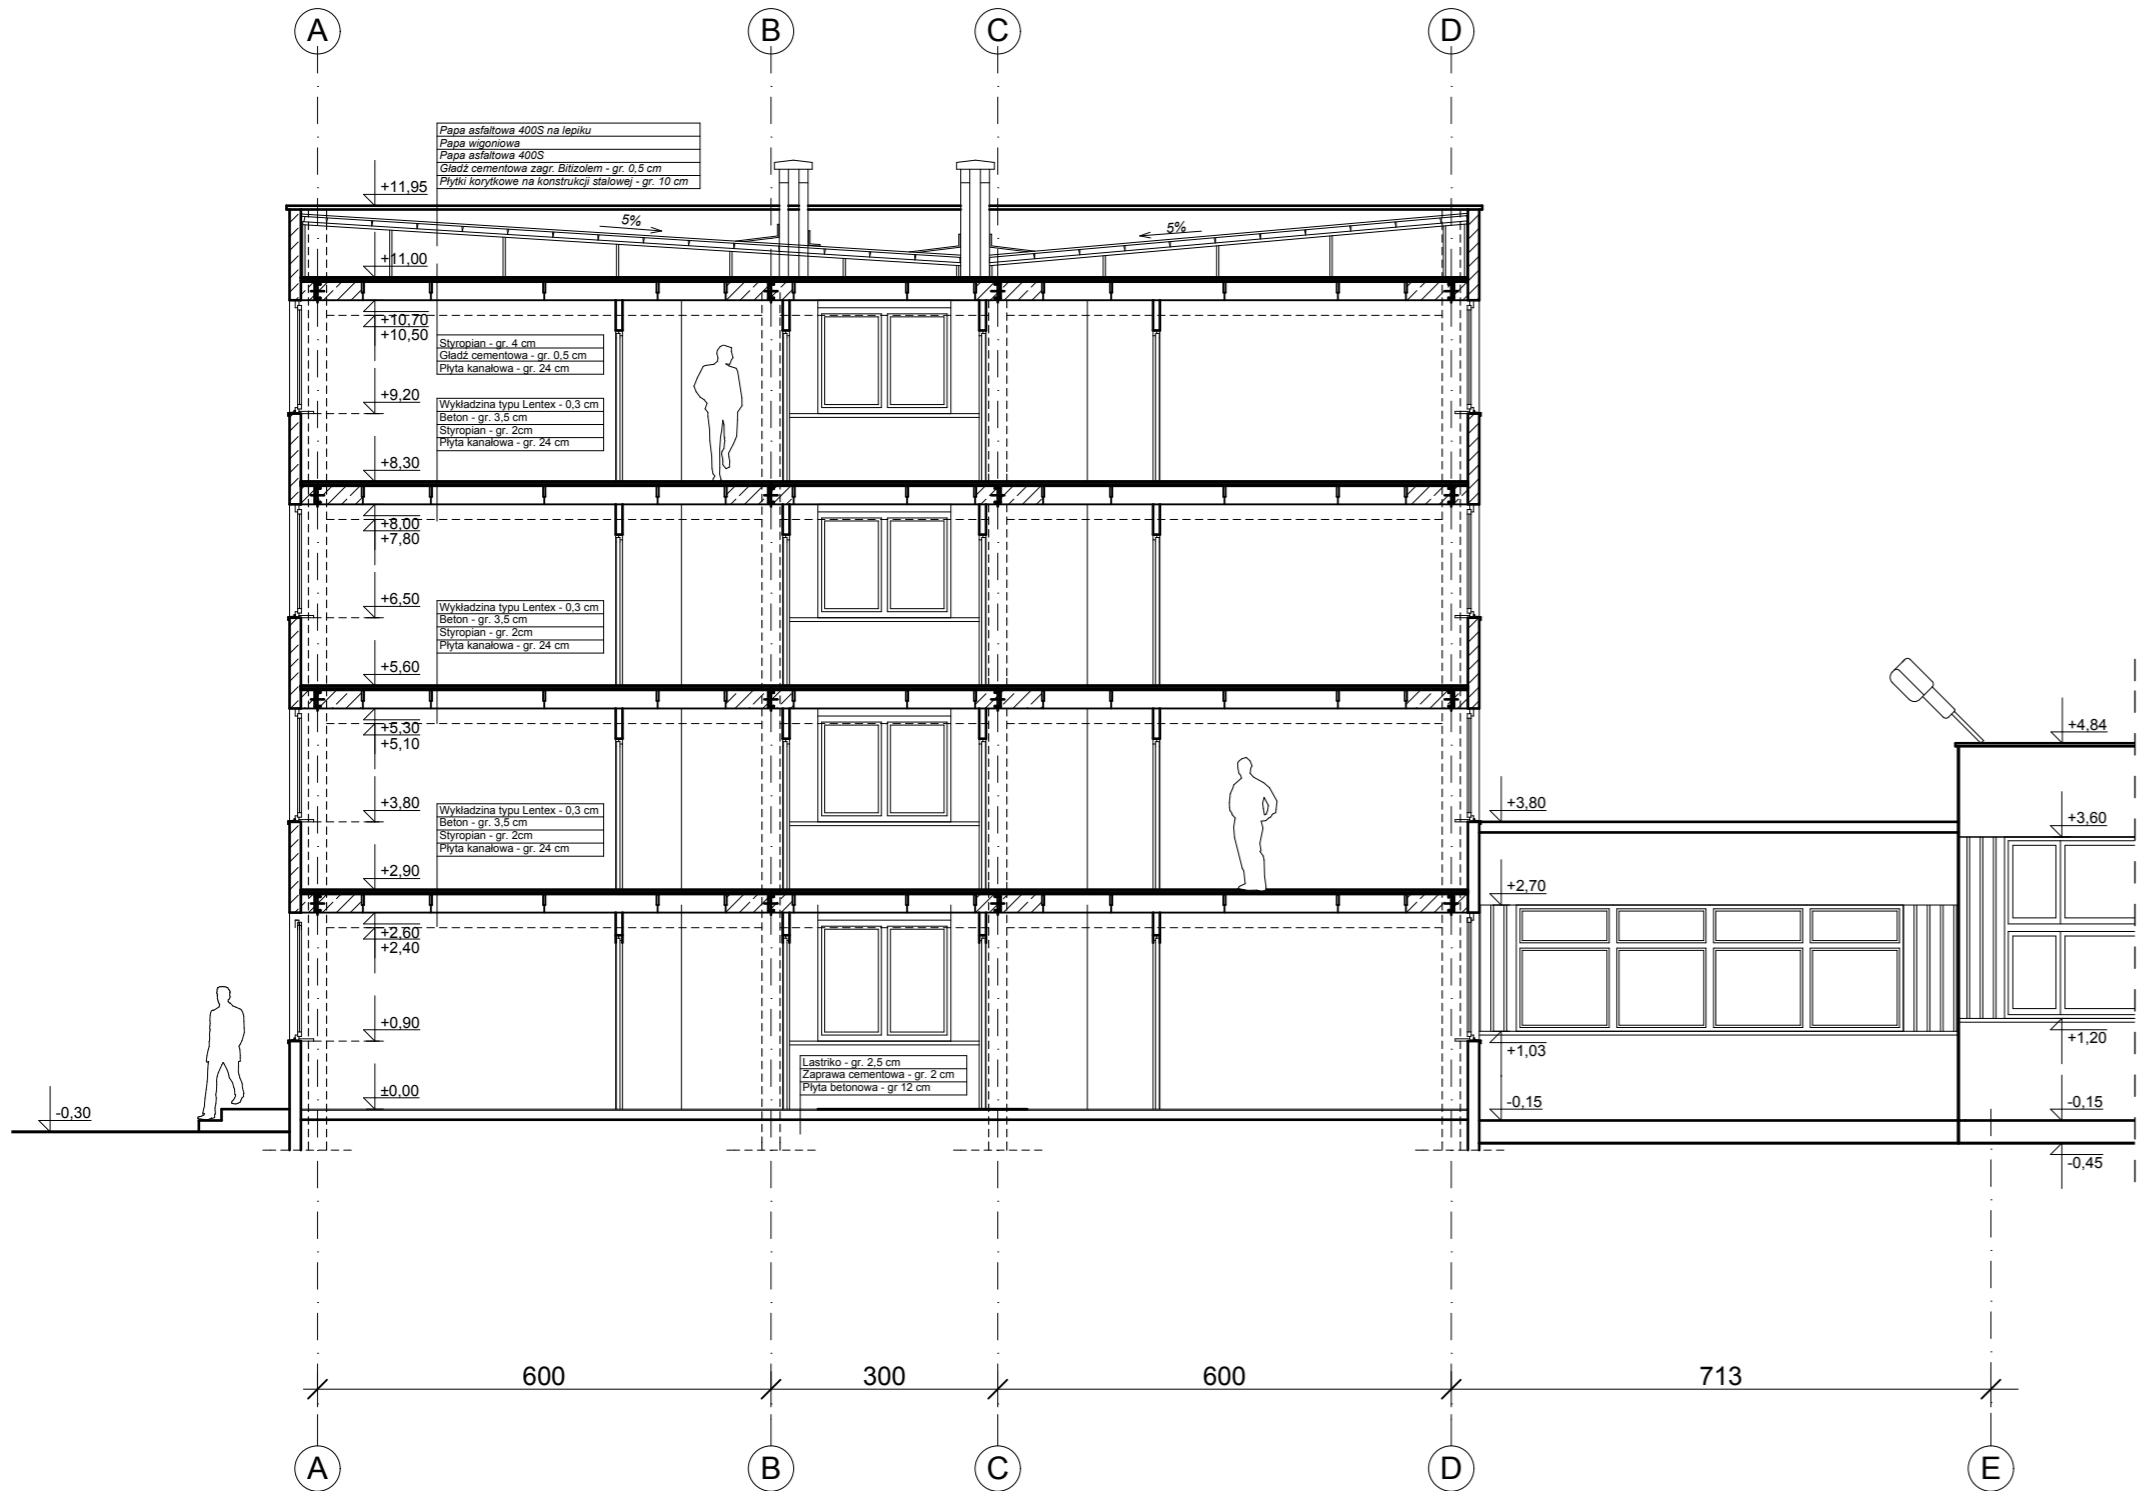 A
B
C
D
Papa asfaltowa 400S na lepiku
Papa wigoniowa
Papa asfaltowa 400S
Gładź cementowa zagr. Bitizolem - gr. 0,5 cm
Płytki korytkowe na konstrukcji stalowej - gr. 10 cm
+11,95
5%
5%
+11,00
+10,70
+10,50
Styropian - gr. 4 cm
Gładź cementowa - gr. 0,5 cm
Płyta kanałowa - gr. 24 cm
+9,20
Wykładzina typu Lentex - 0,3 cm
Beton - gr. 3,5 cm
Styropian - gr. 2cm
Płyta kanałowa - gr. 24 cm
+8,30
+8,00
+7,80
+6,50
Wykładzina typu Lentex - 0,3 cm
Beton - gr. 3,5 cm
Styropian - gr. 2cm
Płyta kanałowa - gr. 24 cm
+5,60
+5,30
+5,10
+4,84
+3,80
Wykładzina typu Lentex - 0,3 cm
Beton - gr. 3,5 cm
Styropian - gr. 2cm
Płyta kanałowa - gr. 24 cm
+3,80
+3,60
+2,90
+2,70
+2,60
+2,40
+0,90
+1,03
+1,20
Lastriko - gr. 2,5 cm
Zaprawa cementowa - gr. 2 cm
Płyta betonowa - gr 12 cm
±0,00
-0,30
-0,15
-0,15
-0,45
600
300
600
713
A
B
C
D
E